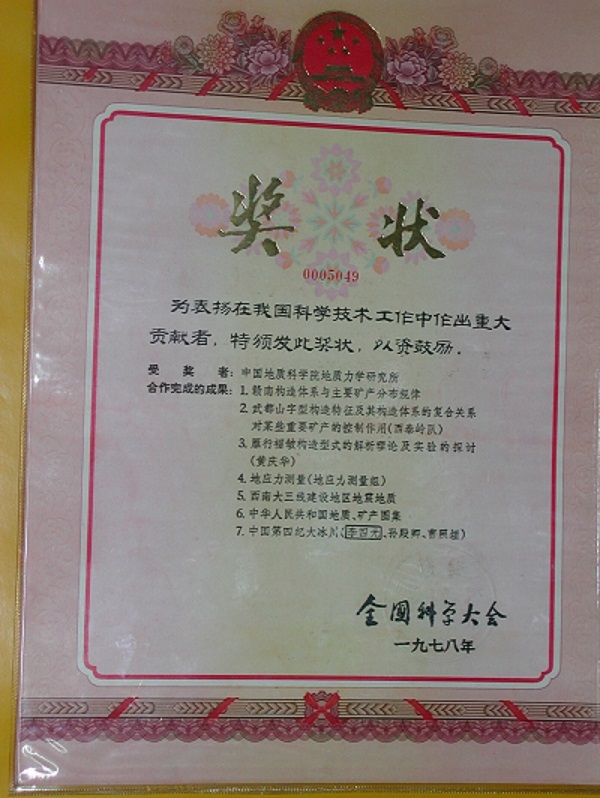 奖状
0005049
为表扬在我国科学技术工作中作出重大
贡献者，特颁发此奖状，以资鼓励．
受奖者：中国地质科学院地质力学研究所
合作完成的成果：1. 赣南构造体系与主要矿产分布规律
2. 武都山字型构造特征及其构造体系的复合关系
对某些重要矿产的控制作用(西秦岭队)
3. 雁行褶皱构造型式的解析理论及实验的探讨
(黄庆华)
4. 地应力测量(地应力测量组)
5. 西南大三线建设地区地震地质
6. 中华人民共和国地质、矿产图集
7. 中国第四纪大冰川(李四光、孙殿卿、
全国科学大会
一九七八年